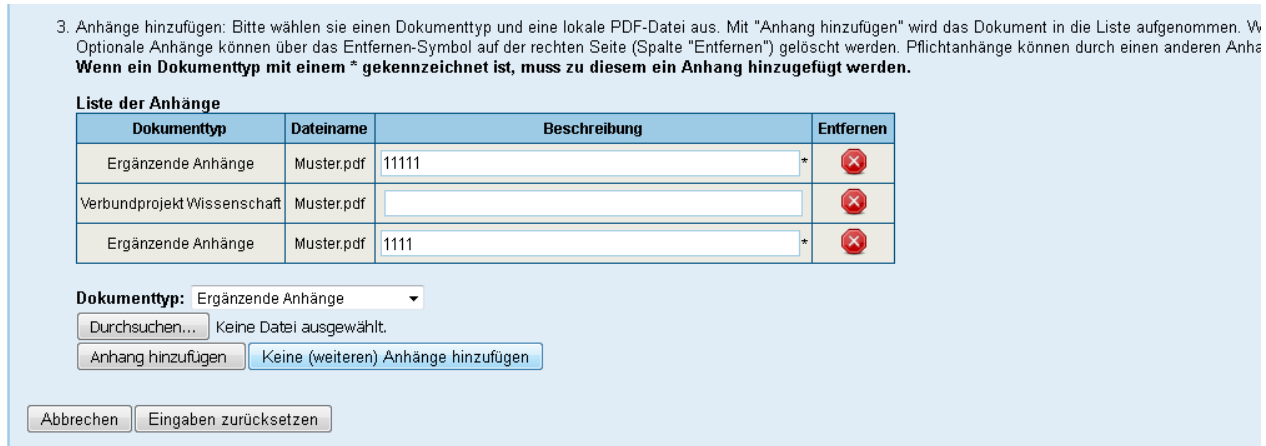 3. Anhänge hinzufügen: Bitte wählen sie einen Dokumenttyp und eine lokale PDF-Datei aus. Mit "Anhang hinzufügen" wird das Dokument in die Liste aufgenommen.
Optionale Anhänge können über das Entfernen-Symbol auf der rechten Seite (Spalte "Entfernen") gelöscht werden. Pflichtanhänge können durch einen anderen
Wenn ein Dokumenttyp mit einem * gekennzeichnet ist, muss zu diesem ein Anhang hinzugefügt werden.
Liste der Anhänge
Dokumenttyp Dateiname Beschreibung Entfernen
Ergänzende Anhänge Muster.pdf 11111 *
Verbundprojekt Wissenschaft Muster.pdf
Ergänzende Anhänge Muster.pdf 1111 *
Dokumenttyp: Ergänzende Anhänge
Durchsuchen... Keine Datei ausgewählt.
Anhang hinzufügen Keine (weiteren) Anhänge hinzufügen
Abbrechen Eingaben zurücksetzen